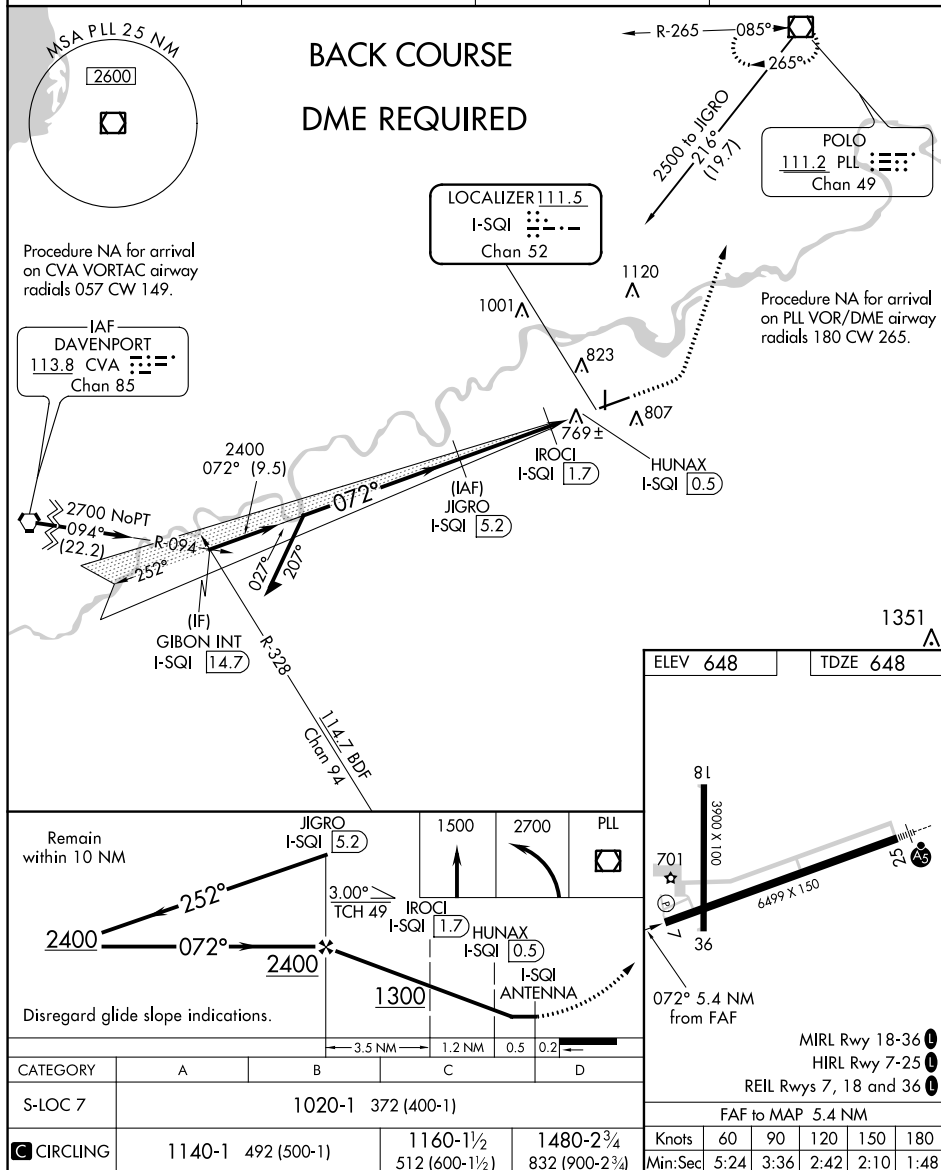 MSA PLL 25 NM
2600
BACK COURSE
DME REQUIRED
R-265
085°
265°
2500 to JIGRO
216°
(19.7)
POLO
111.2 PLL
Chan 49
LOCALIZER 111.5
I-SQI
Chan 52
Procedure NA for arrival
on CVA VORTAC airway
radials 057 CW 149.
1120
1001
Procedure NA for arrival
on PLL VOR/DME airway
radials 180 CW 265.
IAF
DAVENPORT
113.8 CVA
Chan 85
823
807
769±
2400
072° (9.5)
IROCI
I-SQI 1.7
HUNAX
I-SQI 0.5
072°
(IAF)
JIGRO
I-SQI 5.2
2700 NoPT
094°
(22.2)
R-094
252°
027°
207°
(IF)
GIBON INT
I-SQI 14.7
R-328
114.7 BDF
Chan 94
1351
ELEV 648
TDZE 648
18
3900 X 100
701
P
6499 X 150
25
A5
7
36
072° 5.4 NM
from FAF
MIRL Rwy 18-36 L
HIRL Rwy 7-25 L
REIL Rwys 7, 18 and 36 L
FAF to MAP 5.4 NM
Knots 60 90 120 150 180
Min:Sec 5:24 3:36 2:42 2:10 1:48
Remain
within 10 NM
JIGRO
I-SQI 5.2
1500
2700
PLL
252°
3.00°
TCH 49
IROCI
I-SQI 1.7
HUNAX
I-SQI 0.5
I-SQI
ANTENNA
2400
072°
2400
1300
Disregard glide slope indications.
3.5 NM 1.2 NM 0.5 0.2
CATEGORY A B C D
S-LOC 7 1020-1 372 (400-1)
C CIRCLING 1140-1 492 (500-1) 1160-1½ 512 (600-1½) 1480-2¾ 832 (900-2¾)